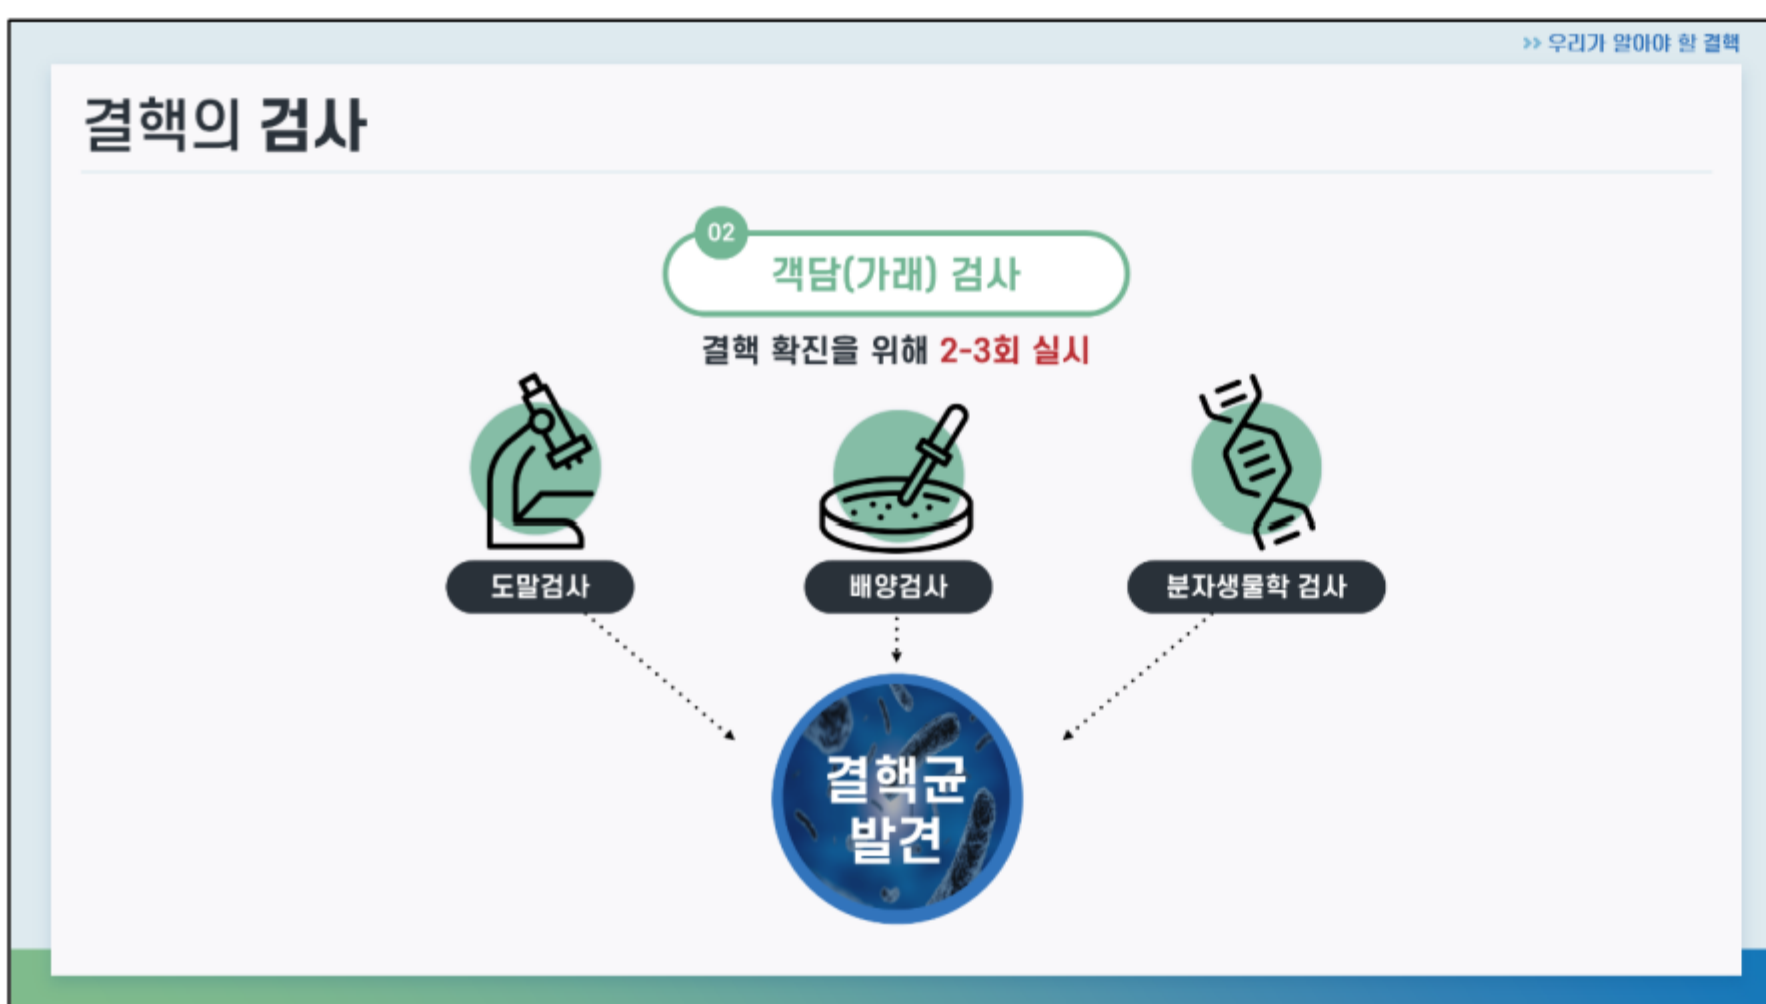 >> 우리가 알아야 할 결핵
결핵의 검사
02
객담(가래) 검사
결핵 확진을 위해 2-3회 실시
도말검사
배양검사
분자생물학 검사
결핵균
발견